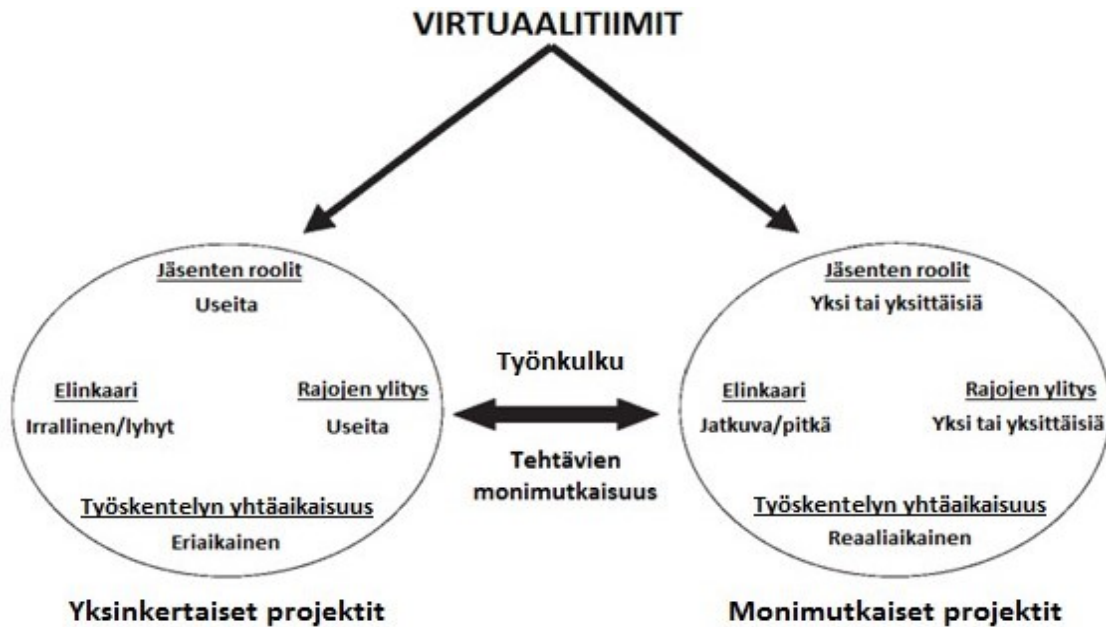 VIRTUAALITIIMIT
Jäsenten roolit
Useita
Elinkaari
Irrallinen/lyhyt
Rajojen ylitys
Useita
Työskentelyn yhtäaikaisuus
Eriaikainen
Yksinkertaiset projektit
Työnkulku
Tehtävien
monimutkaisuus
Jäsenten roolit
Yksi tai yksittäisiä
Elinkaari
Jatkuva/pitkä
Rajojen ylitys
Yksi tai yksittäisiä
Työskentelyn yhtäaikaisuus
Reaaliaikainen
Monimutkaiset projektit